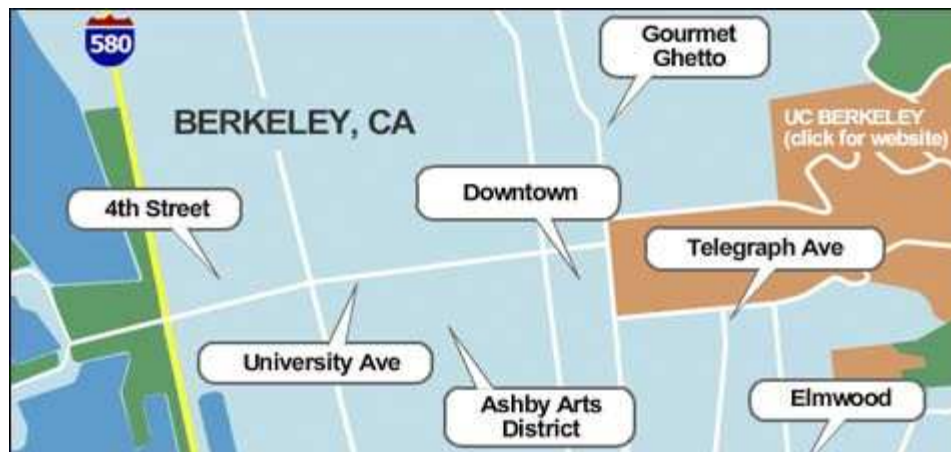 580
Gourmet
Ghetto
BERKELEY, CA
UC BERKELEY
(click for website)
4th Street
Downtown
Telegraph Ave
University Ave
Ashby Arts
District
Elmwood